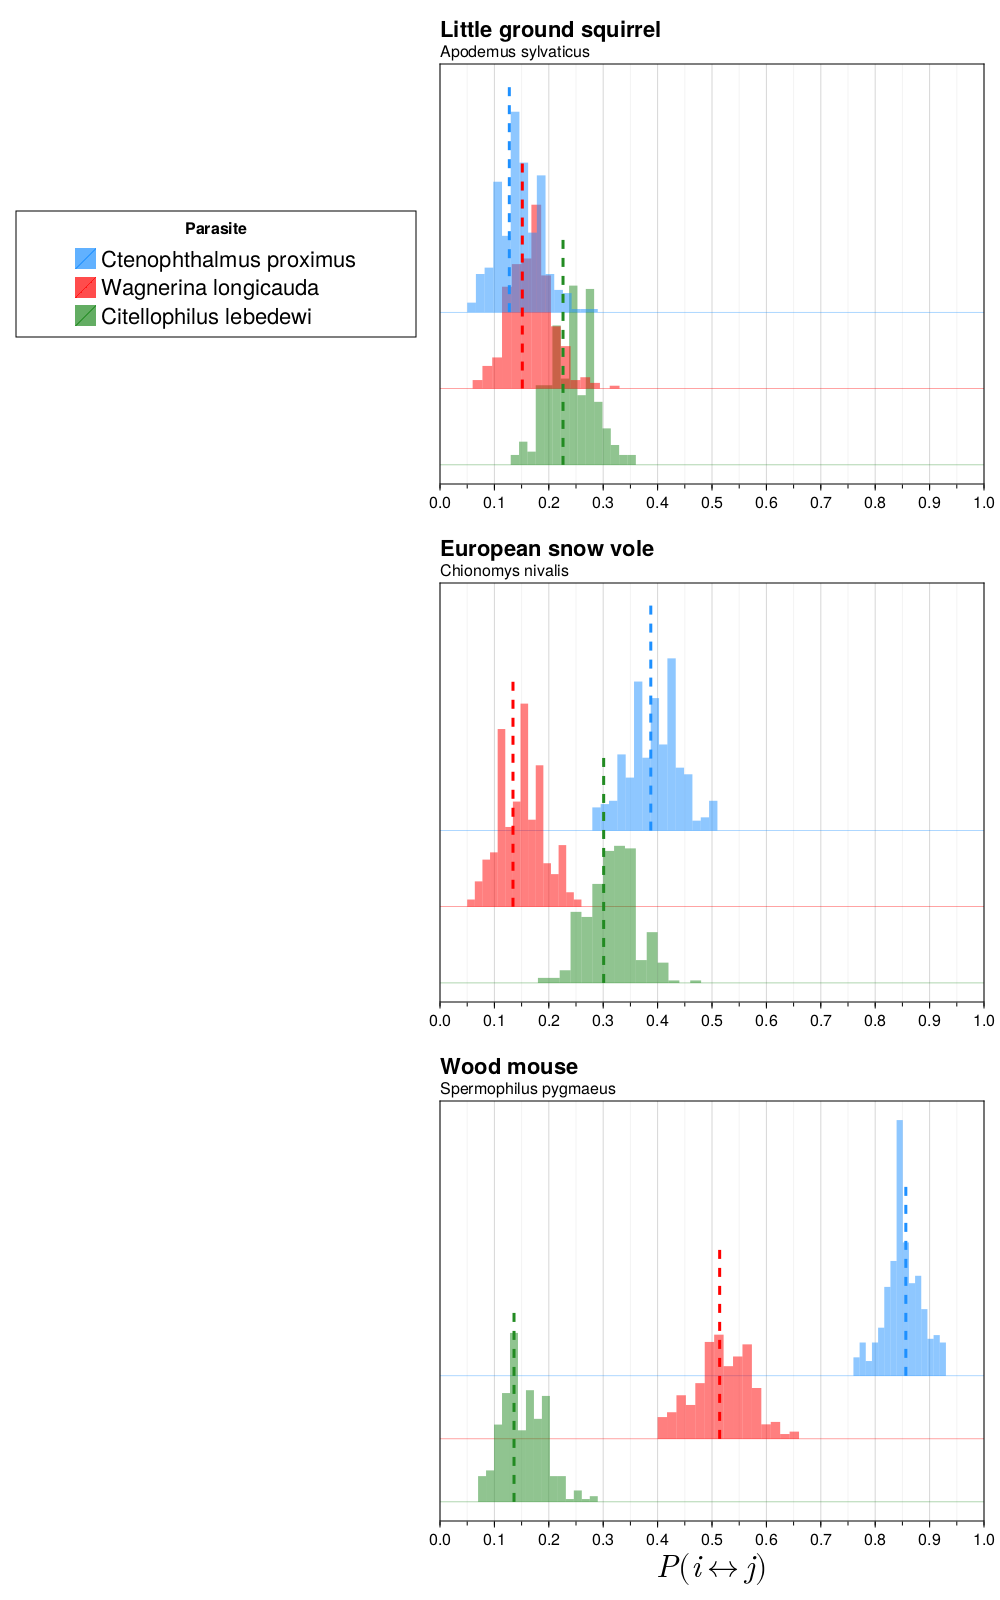 Little ground squirrel
Apodemus sylvaticus
Parasite
Ctenophthalmus proximus
Wagnerina longicauda
Citellophilus lebedewi
0.0 0.1 0.2 0.3 0.4 0.5 0.6 0.7 0.8 0.9 1.0
European snow vole
Chionomys nivalis
0.0 0.1 0.2 0.3 0.4 0.5 0.6 0.7 0.8 0.9 1.0
Wood mouse
Spermophilus pygmaeus
0.0 0.1 0.2 0.3 0.4 0.5 0.6 0.7 0.8 0.9 1.0
P(i↔j)